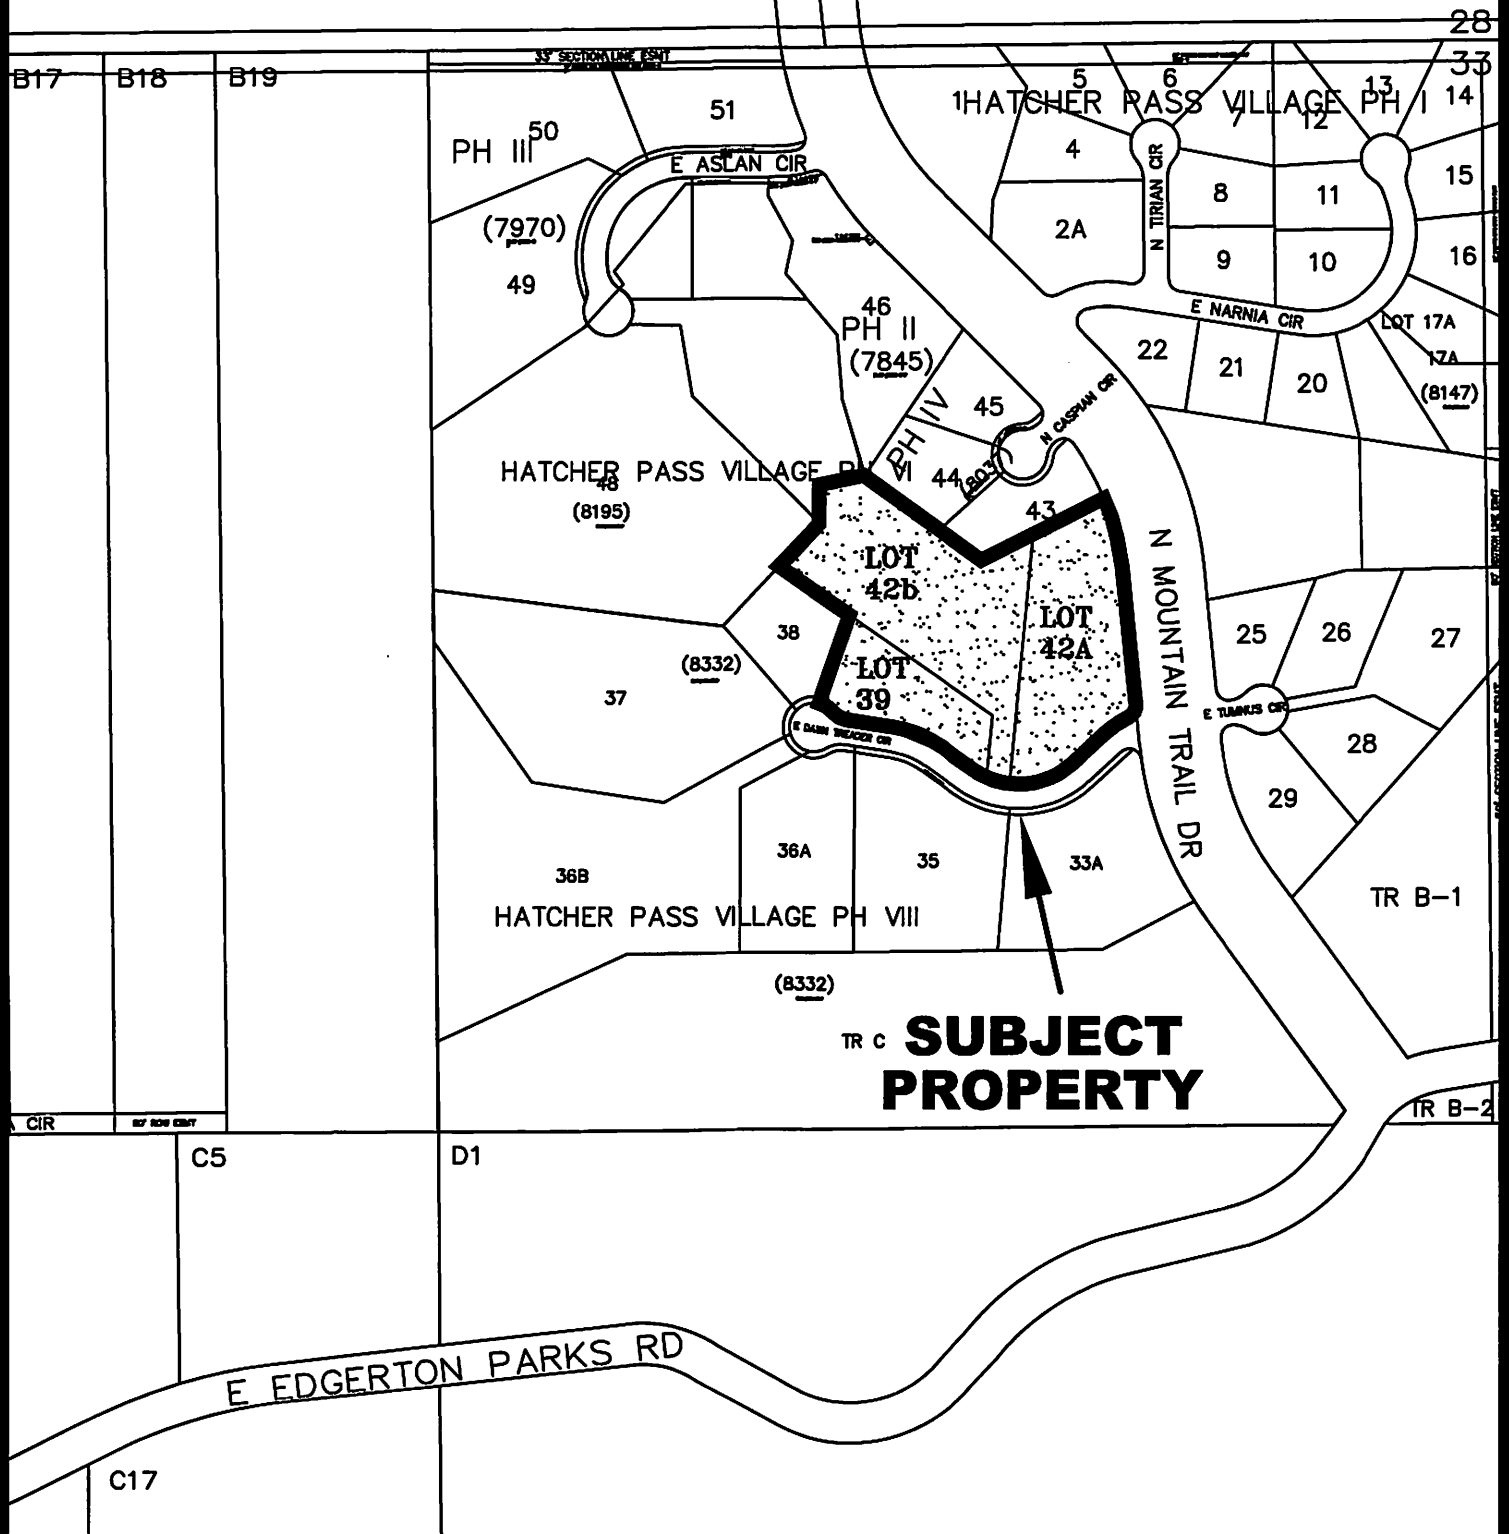 28
33
33' SECTION LINE ESMT
B17
B18
B19
51
50
PH III
E ASLAN CIR
(7970)
49
5
6
13
14
1
HATCHER PASS VILLAGE PH I
7
12
4
N TIRIAN CIR
15
8
11
2A
9
10
16
E NARNIA CIR
LOT 17A
17A
(8147)
22
21
20
46
PH II
(7845)
PH IV
45
N CASPIAN CIR
HATCHER PASS VILLAGE PH VI
48
(8195)
44
43
LOT
42b
LOT
42A
LOT
39
38
(8332)
37
E DAWN TREADER CIR
N MOUNTAIN TRAIL DR
25
26
27
E TUMNUS CIR
28
29
36A
35
33A
36B
HATCHER PASS VILLAGE PH VIII
TR B-1
(8332)
TR C
SUBJECT
PROPERTY
CIR
TR B-2
C5
D1
E EDGERTON PARKS RD
C17